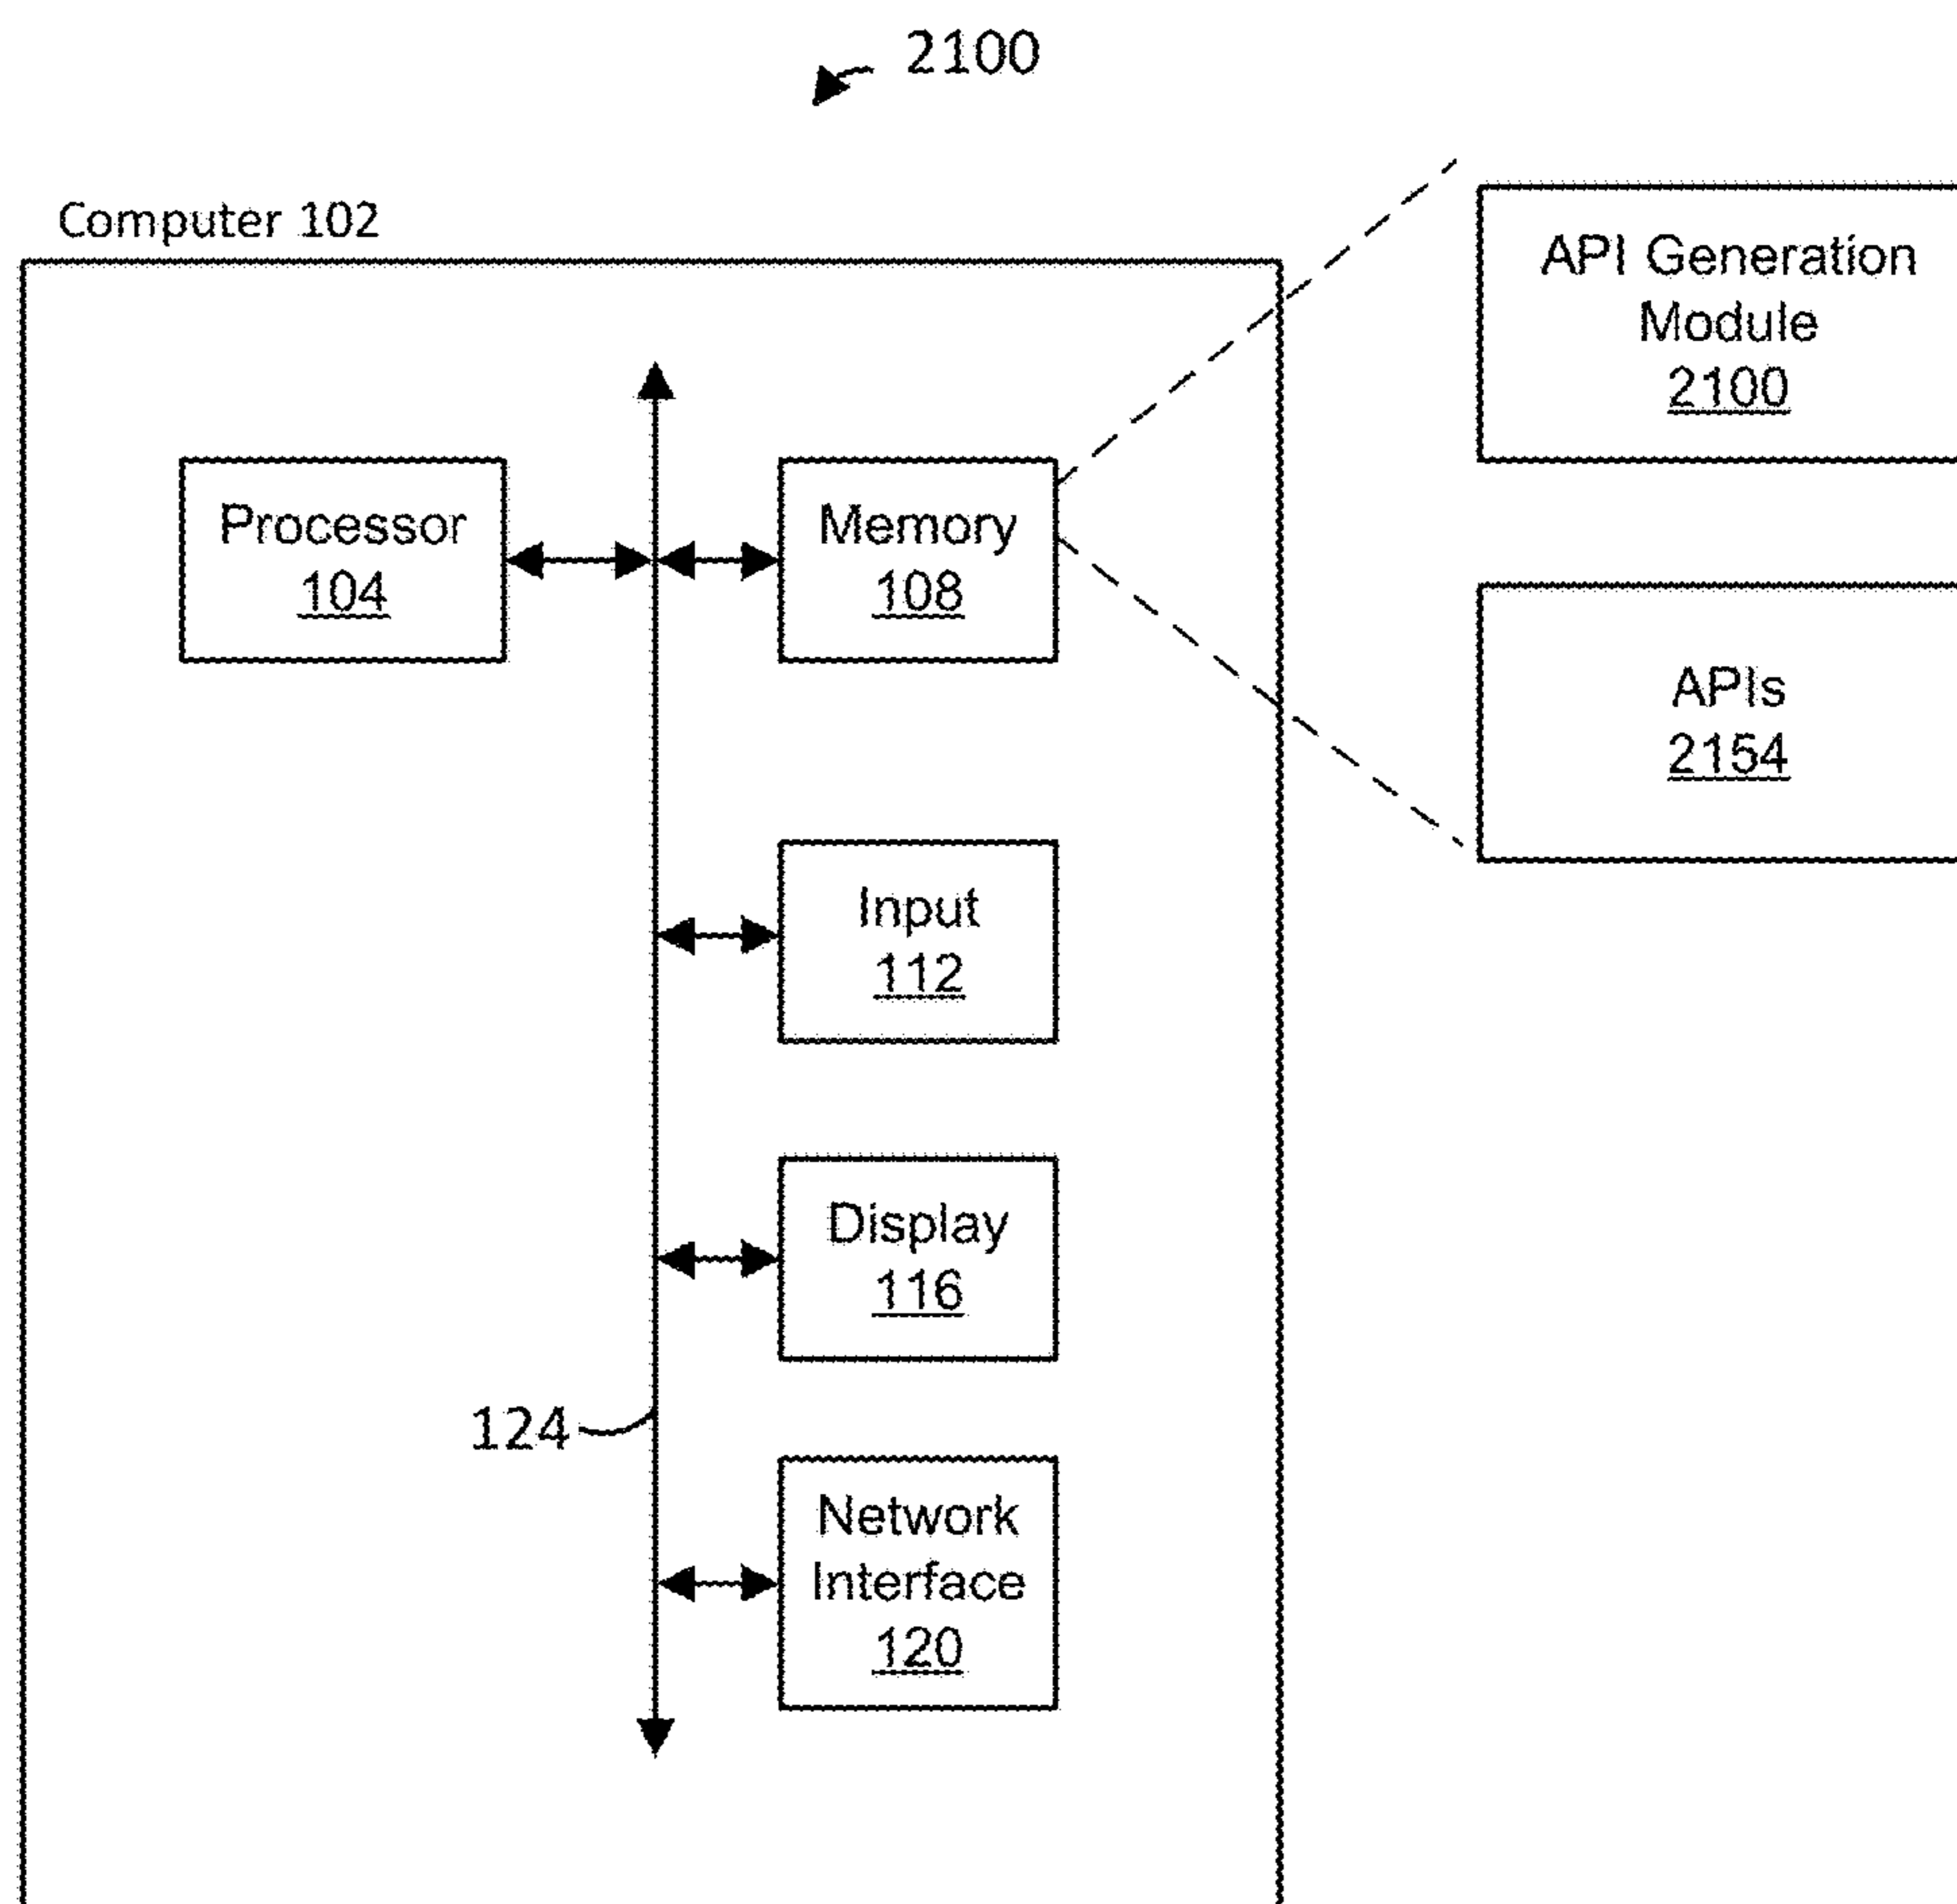 2100
Computer 102
API Generation
Module
2100
Processor
104
Memory
108
APIs
2154
Input
112
Display
116
124
Network
Interface
120